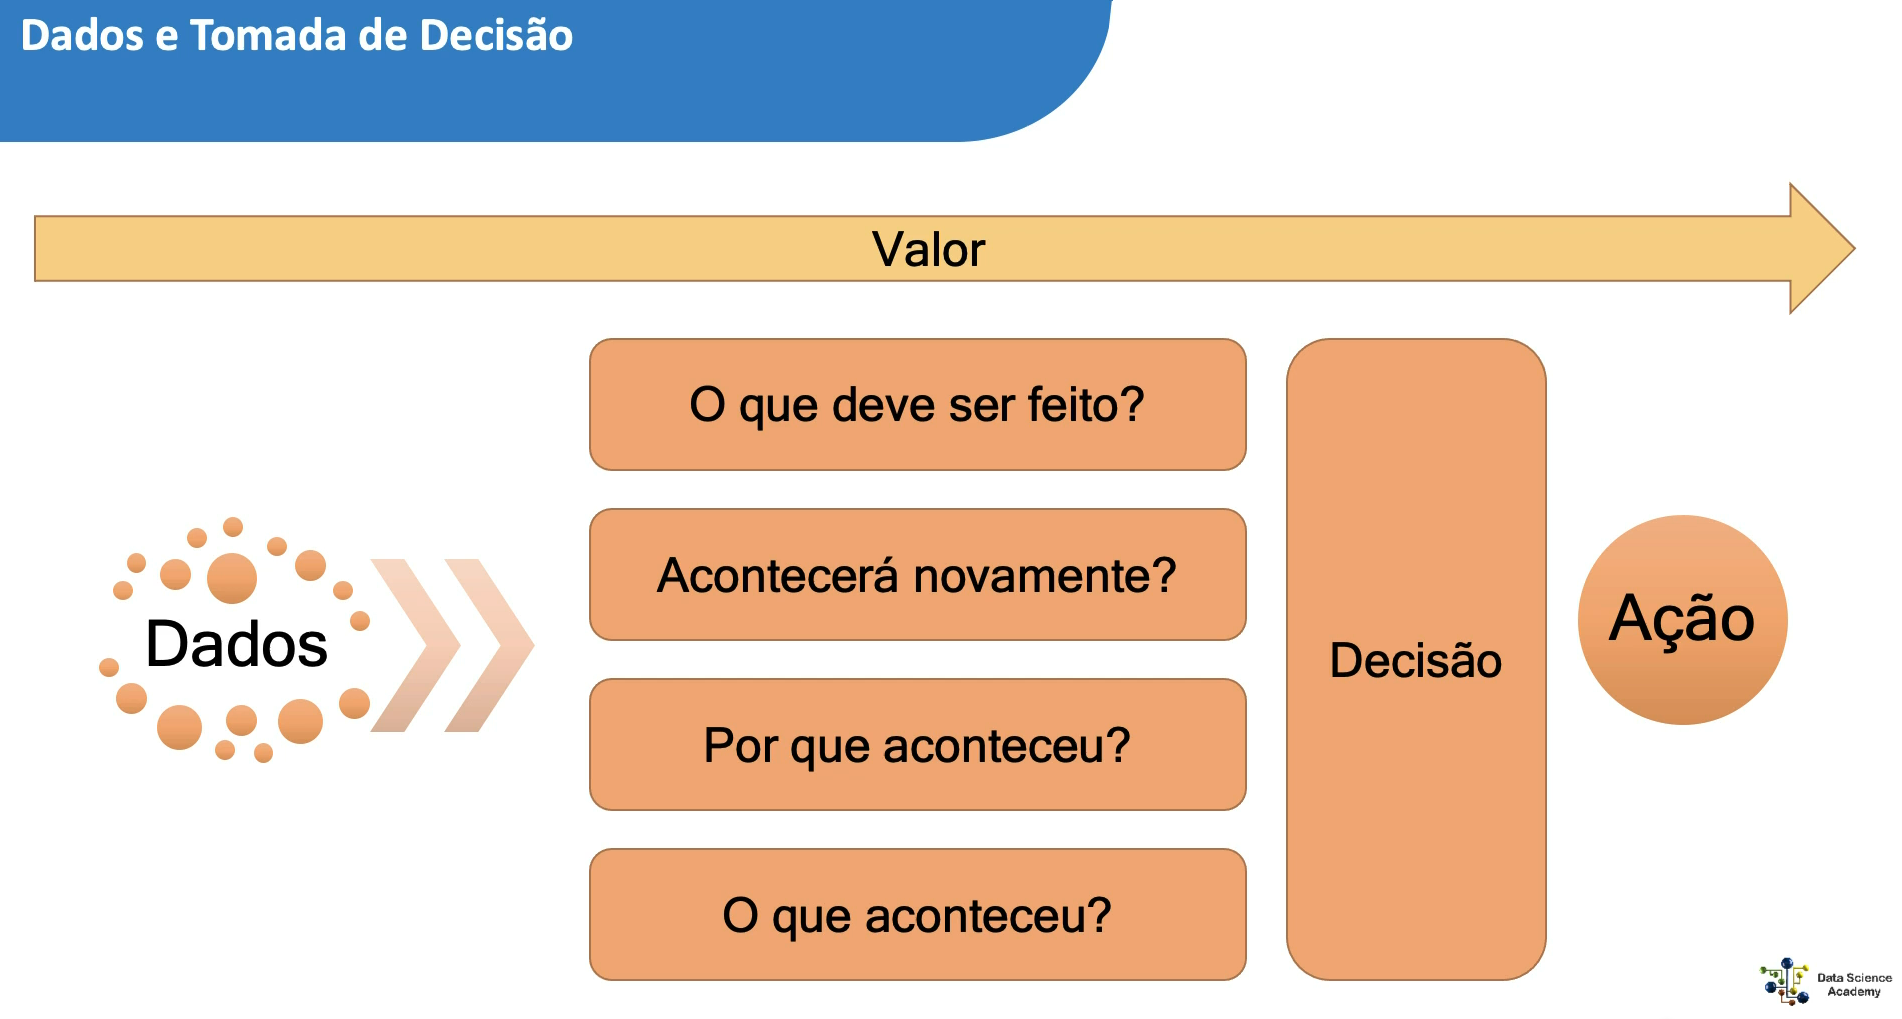 Dados e Tomada de Decisão
Valor
O que deve ser feito?
Acontecerá novamente?
Por que aconteceu?
O que aconteceu?
Dados
Decisão
Ação
Data Science
Academy